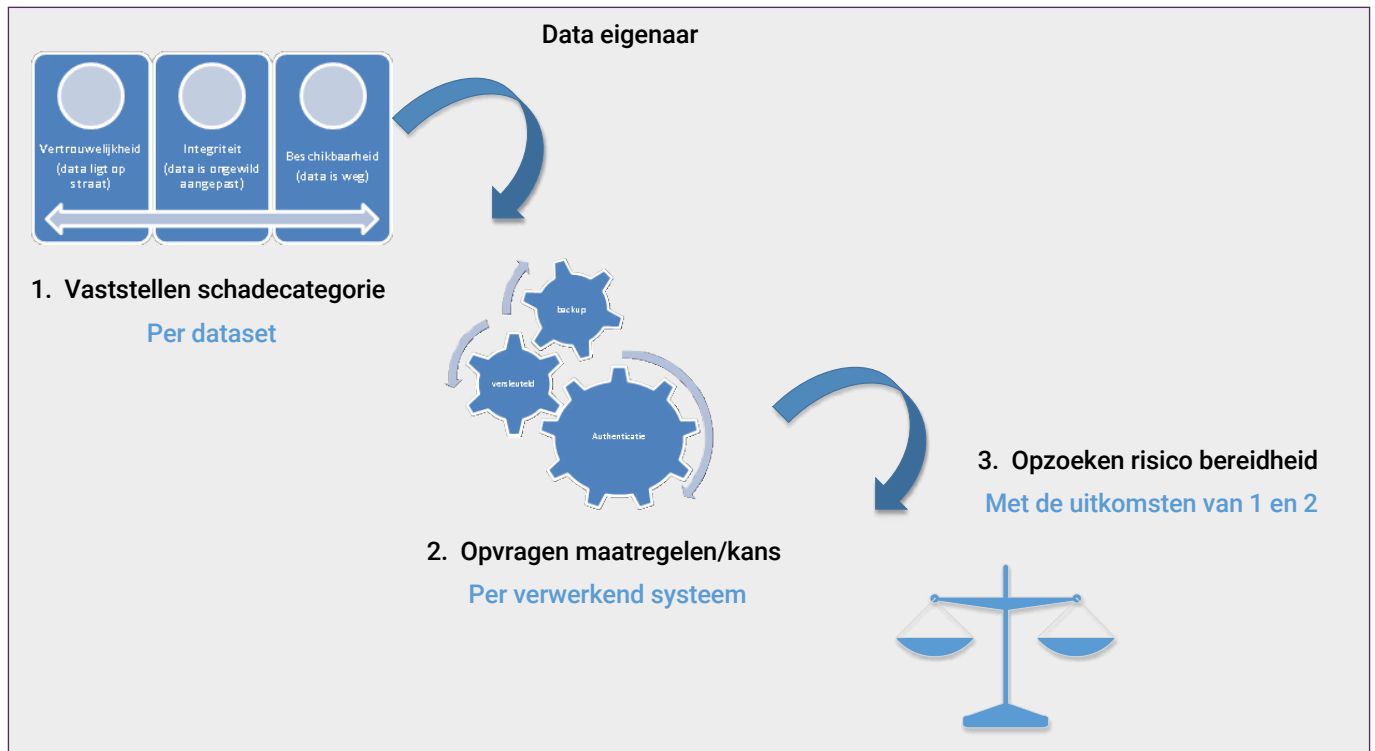 Data eigenaar
Vertrouwelijkheid
(data ligt op
straat)
Integriteit
(data is ongewild
aangepast)
Beschikbaarheid
(data is weg)
1. Vaststellen schadecategorie
Per dataset
backup
versleuteld
Authenticatie
2. Opvragen maatregelen/kans
Per verwerkend systeem
3. Opzoeken risico bereidheid
Met de uitkomsten van 1 en 2